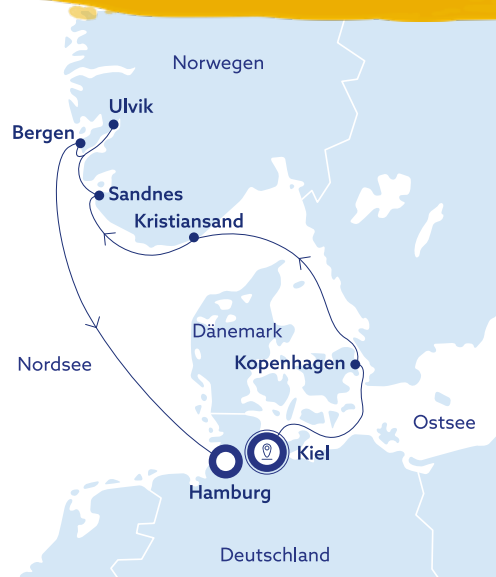 Norwegen
Ulvik
Bergen
Sandnes
Kristiansand
Dänemark
Nordsee
Kopenhagen
Ostsee
Kiel
Hamburg
Deutschland